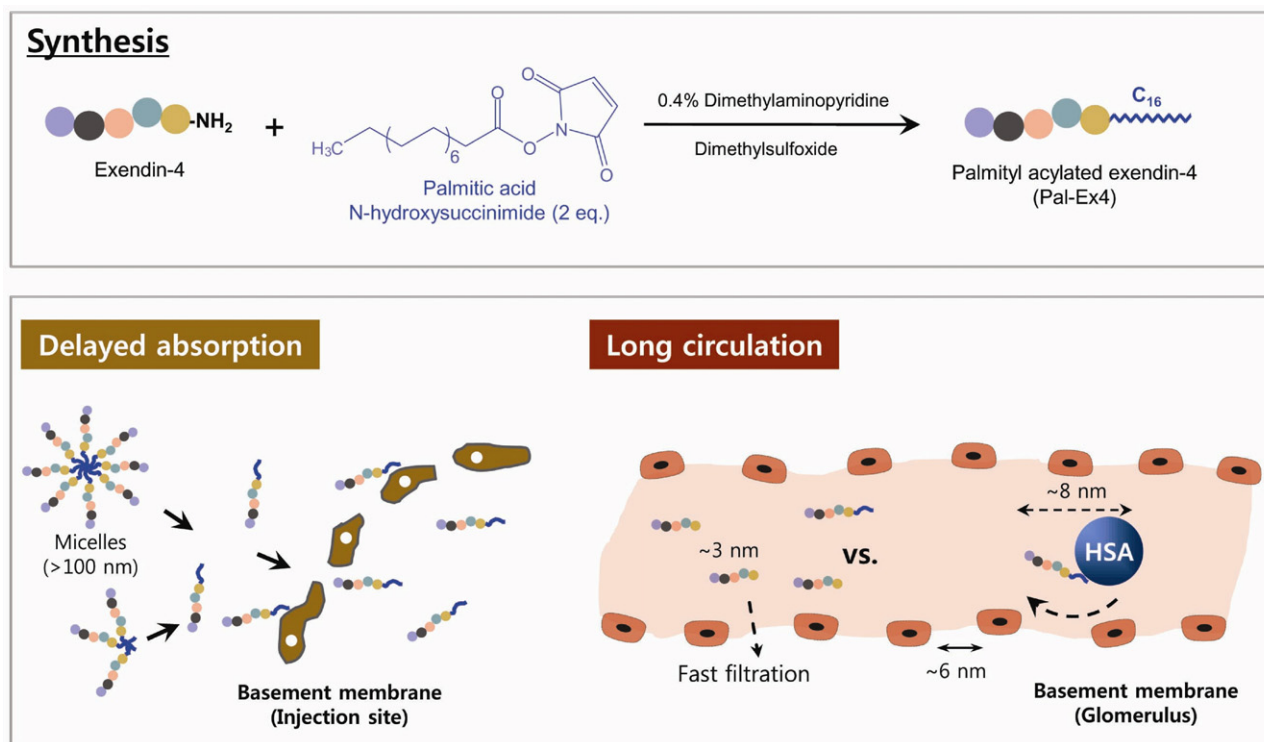 Synthesis
-NH2
Exendin-4
+
H3C
6
O
O
O
N
O
Palmitic acid
N-hydroxysuccinimide (2 eq.)
0.4% Dimethylaminopyridine
Dimethylsulfoxide
C16
Palmityl acylated exendin-4
(Pal-Ex4)
Delayed absorption
Micelles
(>100 nm)
Basement membrane
(Injection site)
Long circulation
~3 nm
vs.
~8 nm
HSA
Fast filtration
~6 nm
Basement membrane
(Glomerulus)